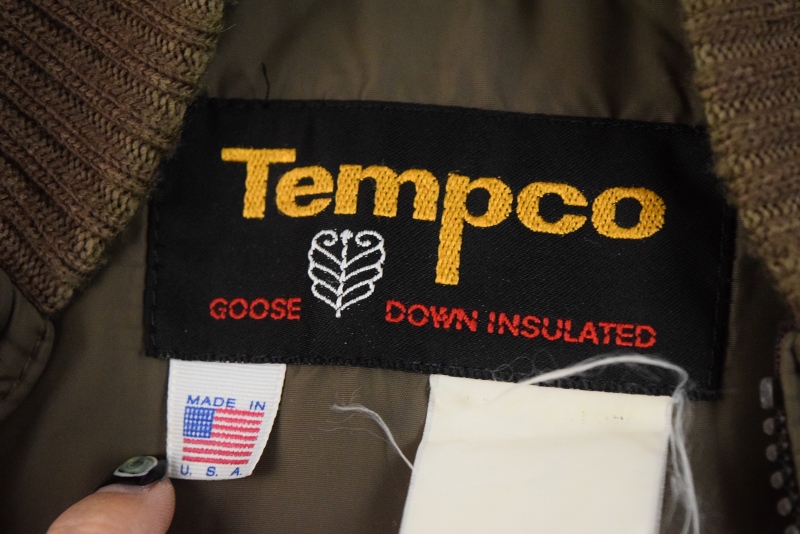 Tempco
GOOSE DOWN INSULATED
MADE IN
U. S. A.